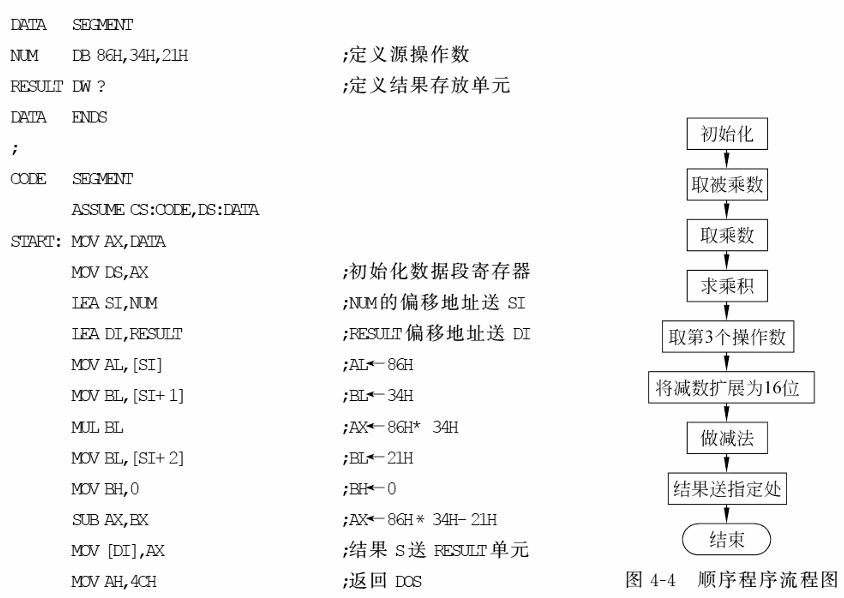 DATA SEGMENT
NUM DB 86H,34H,21H ;定义源操作数
RESULT DW ? ;定义结果存放单元
DATA ENDS
;
CODE SEGMENT
ASSUME CS:CODE,DS:DATA
START: MOV AX,DATA
MOV DS,AX ;初始化数据段寄存器
LEA SI,NUM ;NUM的偏移地址送 SI
LEA DI,RESULT ;RESULT偏移地址送 DI
MOV AL,[SI] ;AL←86H
MOV BL,[SI+1] ;BL←34H
MUL BL ;AX←86H* 34H
MOV BL,[SI+2] ;BL←21H
MOV BH,0 ;BH←0
SUB AX,BX ;AX←86H* 34H-21H
MOV [DI],AX ;结果 S送 RESULT单元
MOV AH,4CH ;返回 DOS
初始化
取被乘数
取乘数
求乘积
取第3个操作数
将减数扩展为16位
做减法
结果送指定处
结束
图 4-4 顺序程序流程图